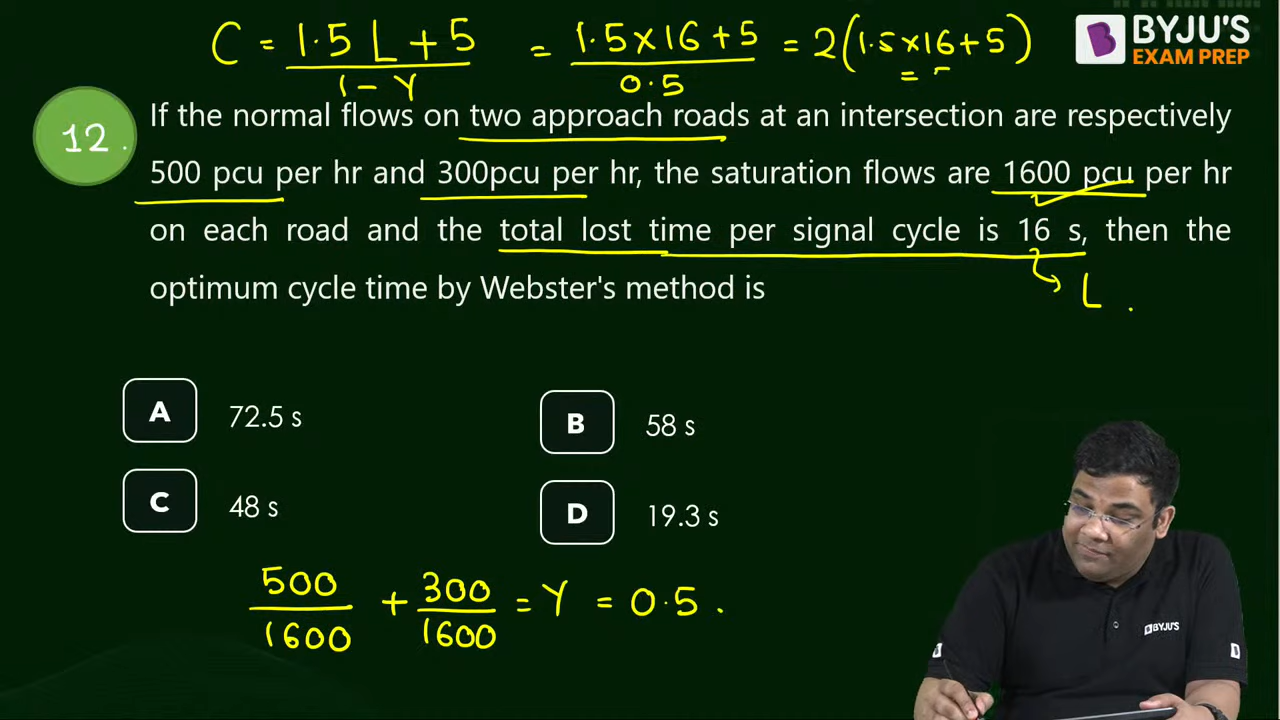 C = 1.5 L + 5 / 1 - Y = 1.5×16 + 5 / 0.5 = 2(1.5×16+5)
BYJU'S
EXAM PREP
12.
If the normal flows on two approach roads at an intersection are respectively
500 pcu per hr and 300pcu per hr, the saturation flows are 1600 pcu per hr
on each road and the total lost time per signal cycle is 16 s, then the
optimum cycle time by Webster's method is
L.
A 72.5 s
B 58 s
C 48 s
D 19.3 s
500/1600 + 300/1600 = Y = 0.5.
BYJU'S